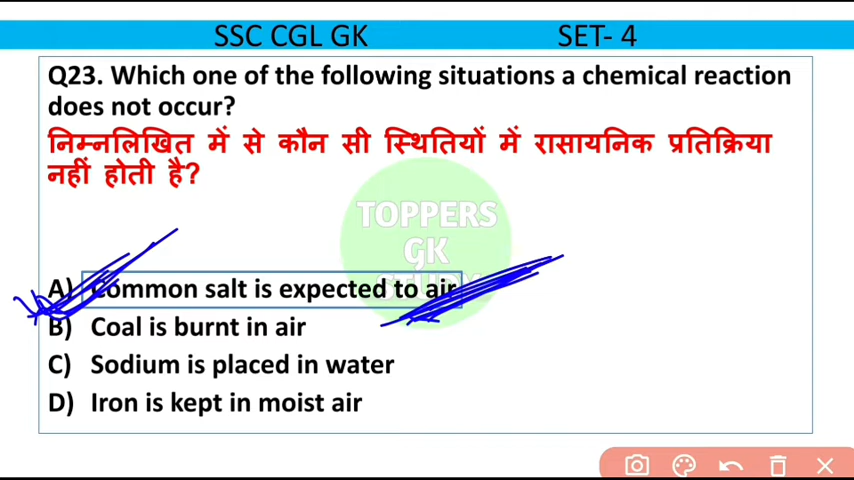 SSC CGL GK SET- 4
Q23. Which one of the following situations a chemical reaction
does not occur?
निम्नलिखित में से कौन सी स्थितियों में रासायनिक प्रतिक्रिया
नहीं होती है?
TOPPERS
GK
STUDY
A) Common salt is expected to air
B) Coal is burnt in air
C) Sodium is placed in water
D) Iron is kept in moist air